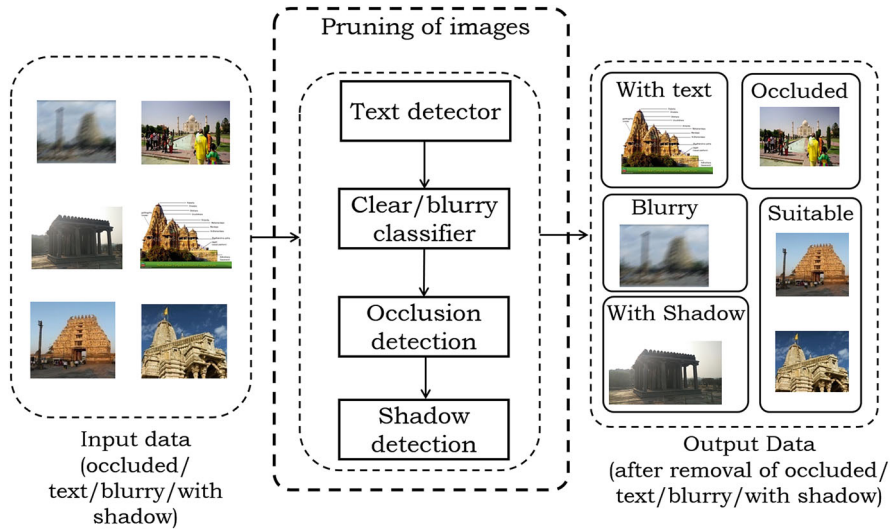 Pruning of images
Text detector
Clear/blurry
classifier
Occlusion
detection
Shadow
detection
Input data
(occluded/
text/blurry/with
shadow)
With text
Occluded
Blurry
Suitable
With Shadow
Output Data
(after removal of occluded/
text/blurry/with shadow)